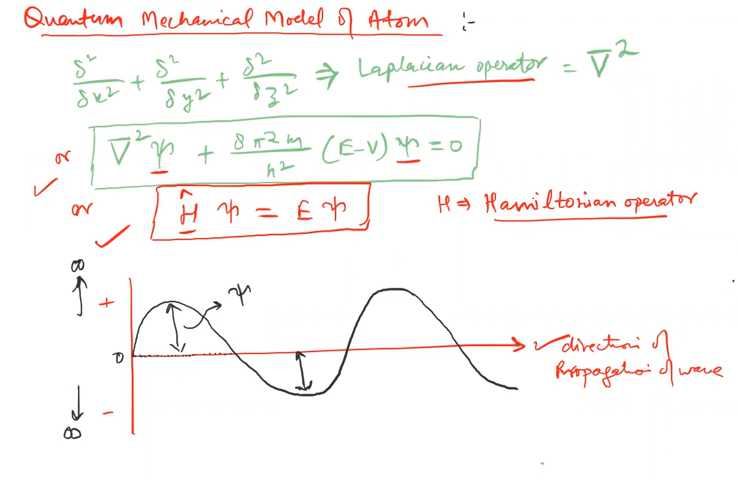 Quantum Mechanical Model of Atom :-
δ²/δx² + δ²/δy² + δ²/δz² ⇒ Laplacian operator = ∇²
or ∇²ψ + 8π²m/h² (E-V) ψ = 0
or Ĥ ψ = E ψ H ⇒ Hamiltonian operator
∞
+ ψ
0 direction of
Propagation of wave
-
∞